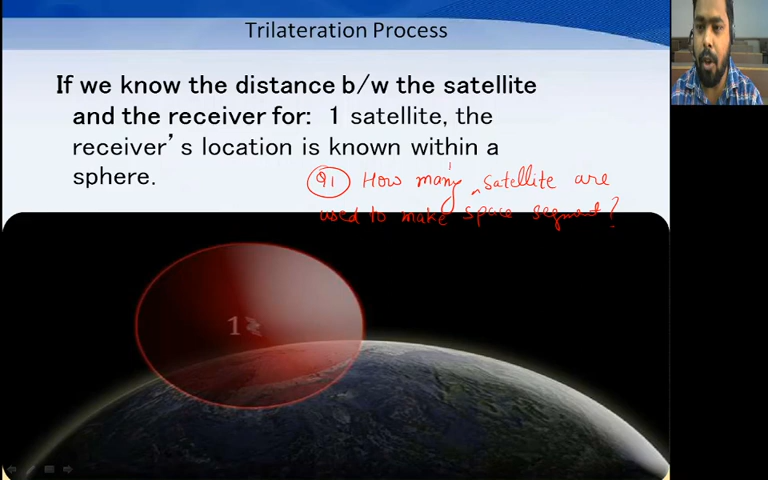 Trilateration Process
If we know the distance b/w the satellite
and the receiver for: 1 satellite, the
receiver's location is known within a
sphere.
Q1 How many satellite are
used to make space segment?
1